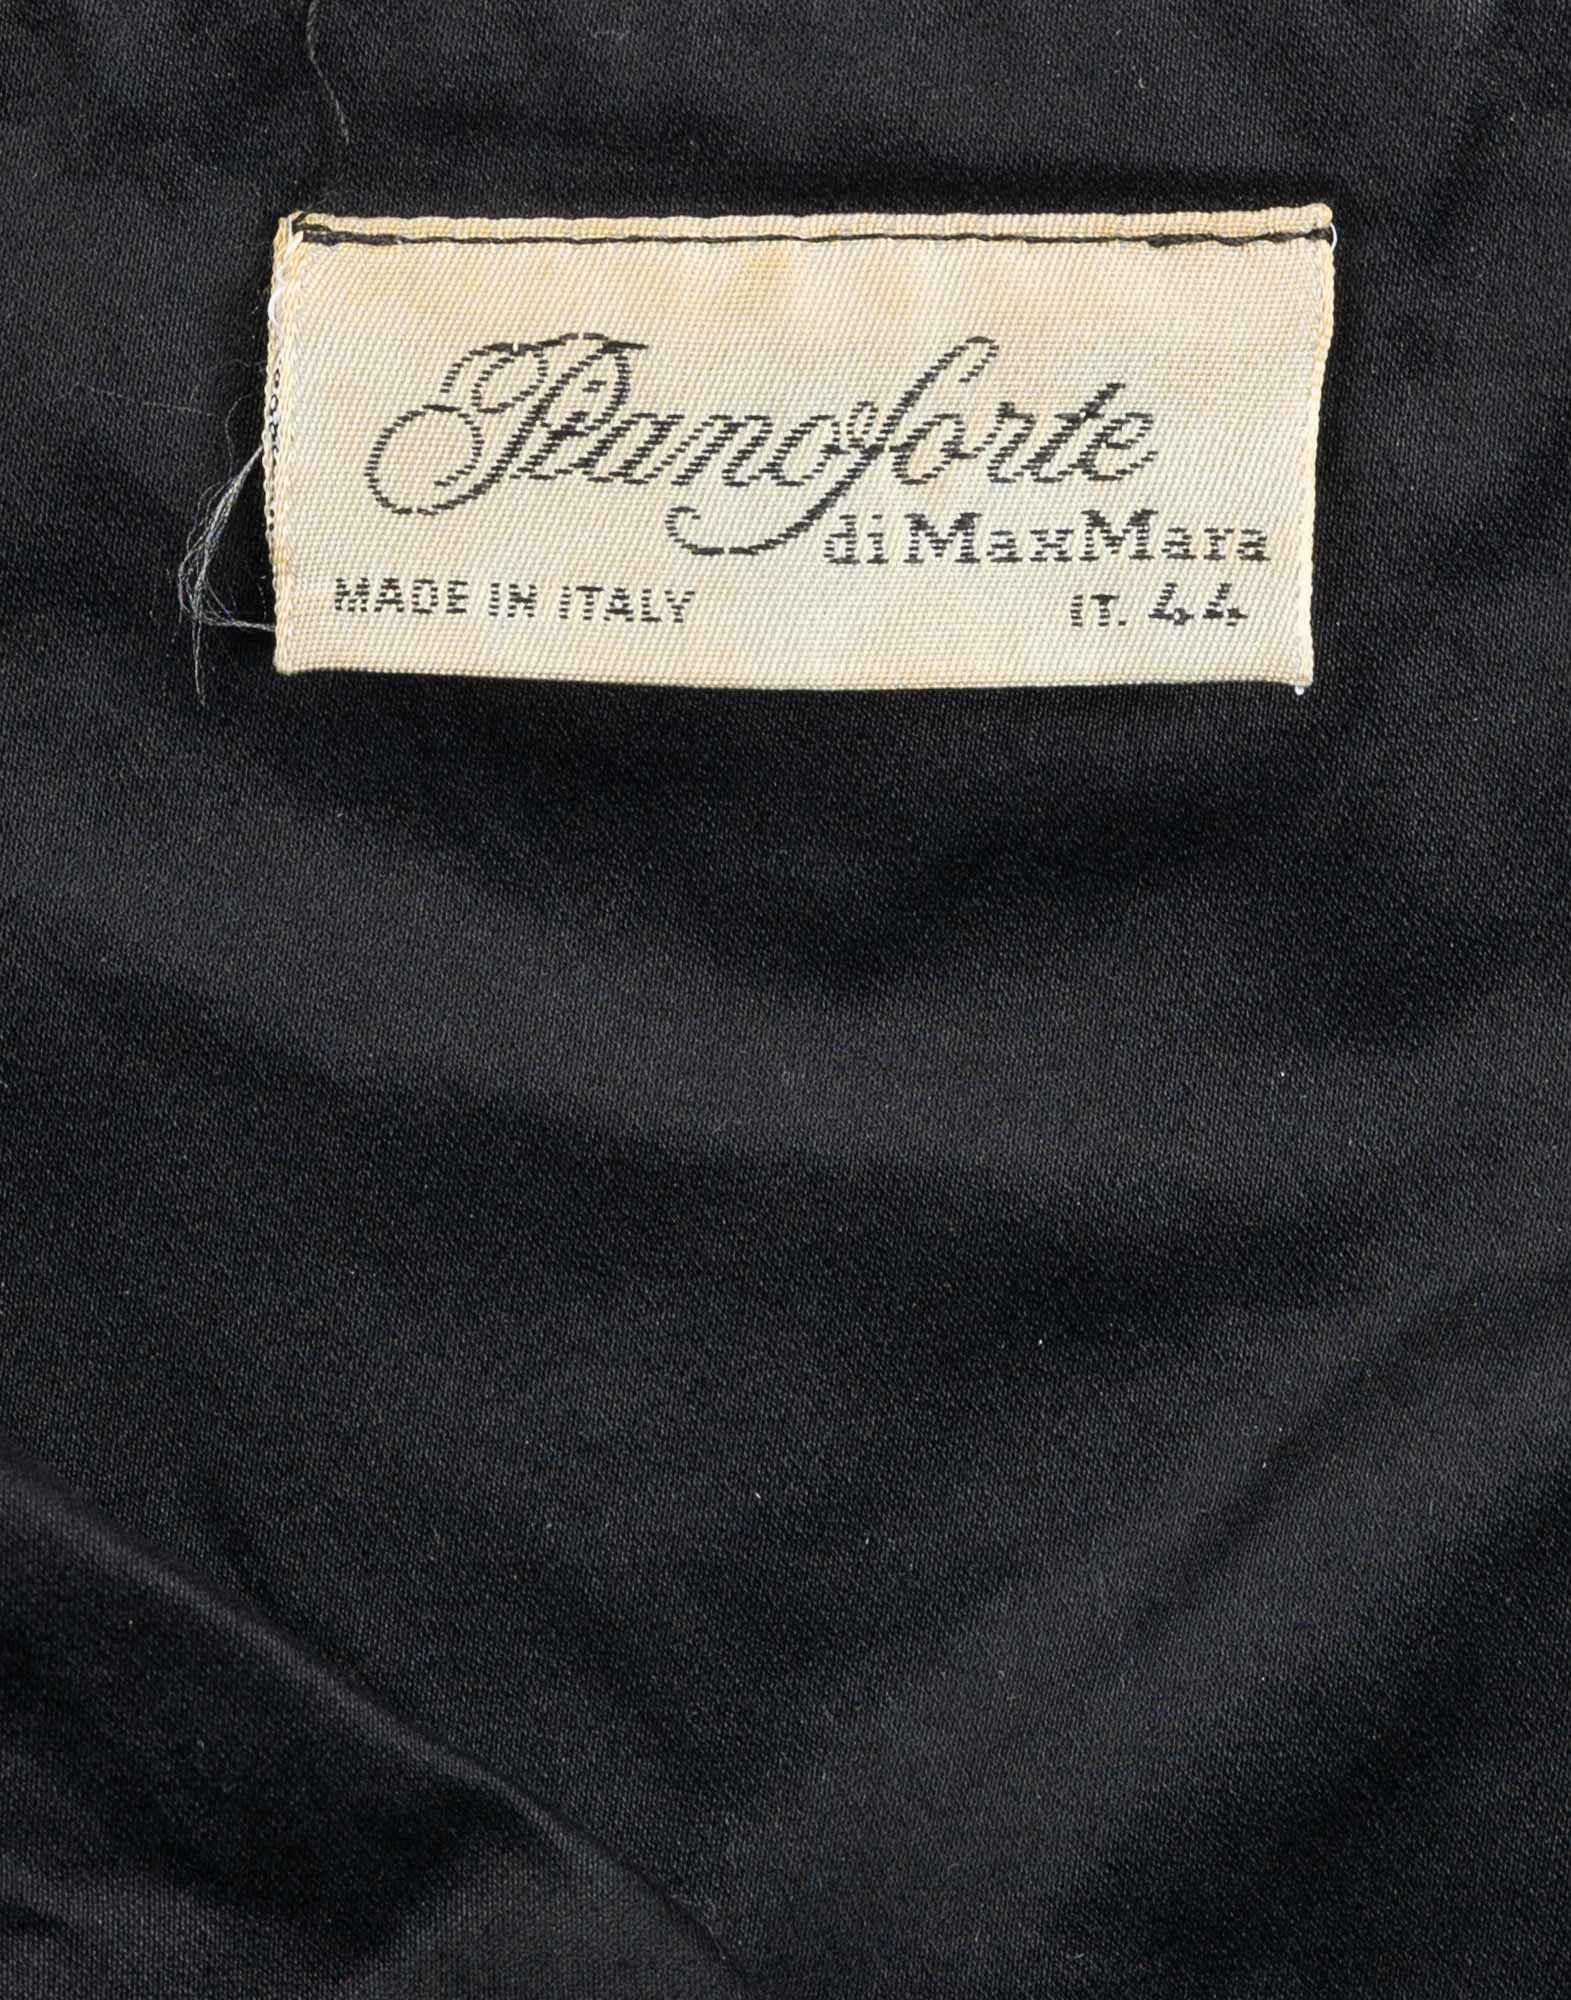 Pianoforte
di MaxMara
MADE IN ITALY IT. 44